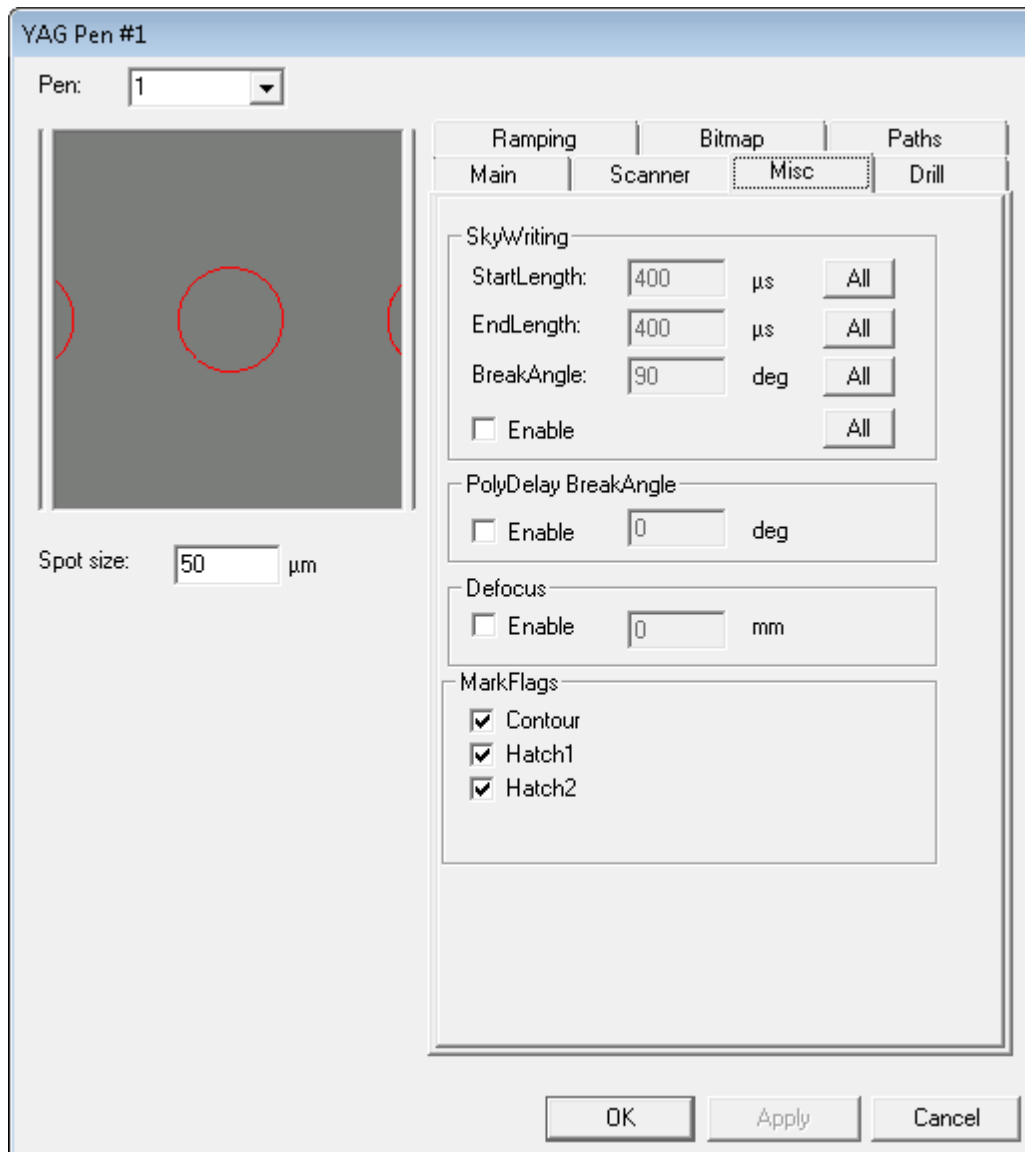 YAG Pen #1
Pen: 1
Ramping Bitmap Paths
Main Scanner Misc Drill
SkyWriting
StartLength: 400 µs All
EndLength: 400 µs All
BreakAngle: 90 deg All
Enable All
PolyDelay BreakAngle
Enable 0 deg
Spot size: 50 µm
Defocus
Enable 0 mm
MarkFlags
Contour
Hatch1
Hatch2
OK Apply Cancel